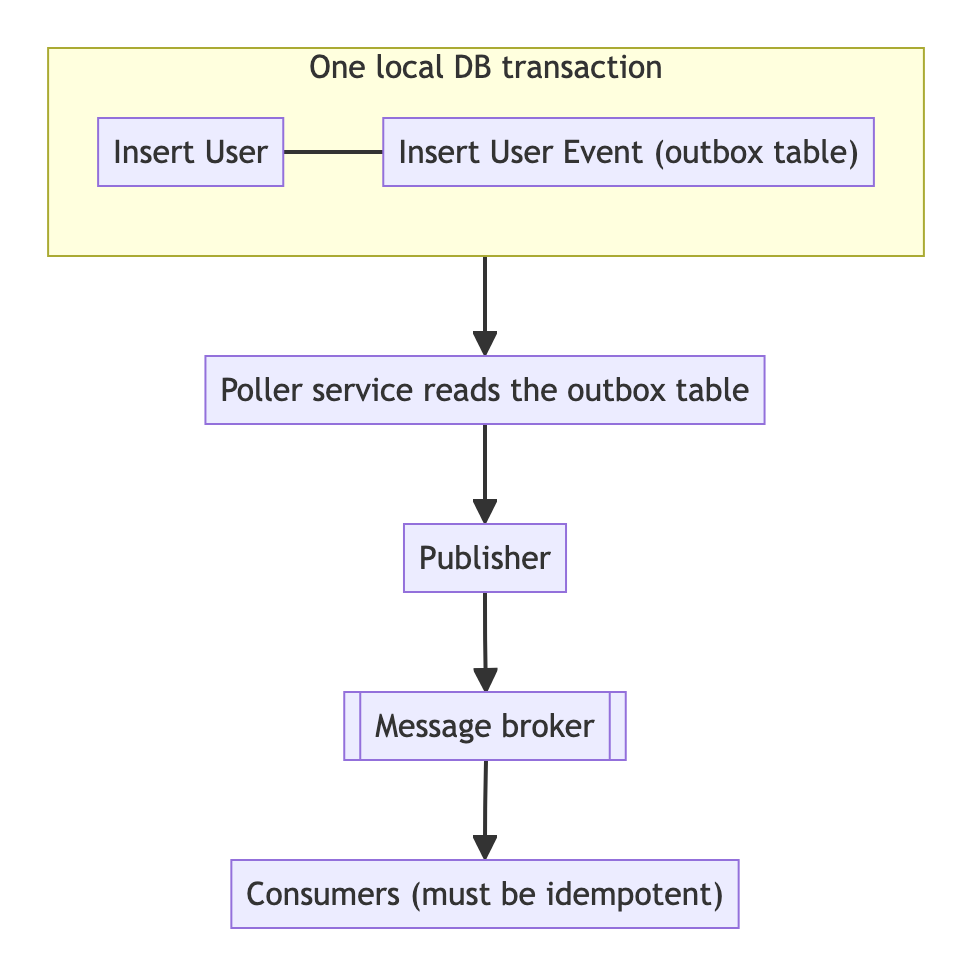 One local DB transaction
Insert User
Insert User Event (outbox table)
Poller service reads the outbox table
Publisher
Message broker
Consumers (must be idempotent)